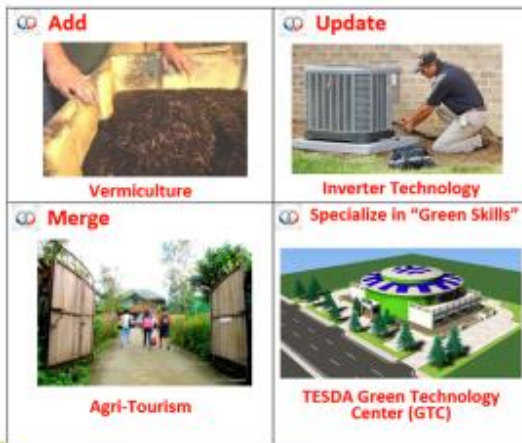 Add
Vermiculture
Update
Inverter Technology
Merge
Agri-Tourism
Specialize in "Green Skills"
TESDA Green Technology
Center (GTC)